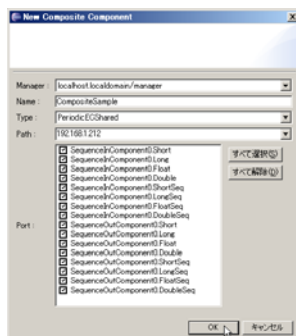 New Composite Component
Manager : localhost.localdomain/manager
Name : CompositeSample
Type : PeriodicECShared
Path : 192.168.1.212
Port :
SequenceInComponent0.Short
SequenceInComponent0.Long
SequenceInComponent0.Float
SequenceInComponent0.Double
SequenceInComponent0.ShortSeq
SequenceInComponent0.LongSeq
SequenceInComponent0.FloatSeq
SequenceInComponent0.DoubleSeq
SequenceOutComponent0.Short
SequenceOutComponent0.Long
SequenceOutComponent0.Float
SequenceOutComponent0.Double
SequenceOutComponent0.ShortSeq
SequenceOutComponent0.LongSeq
SequenceOutComponent0.FloatSeq
SequenceOutComponent0.DoubleSeq
すべて選択(S)
すべて解除(D)
OK
キャンセル